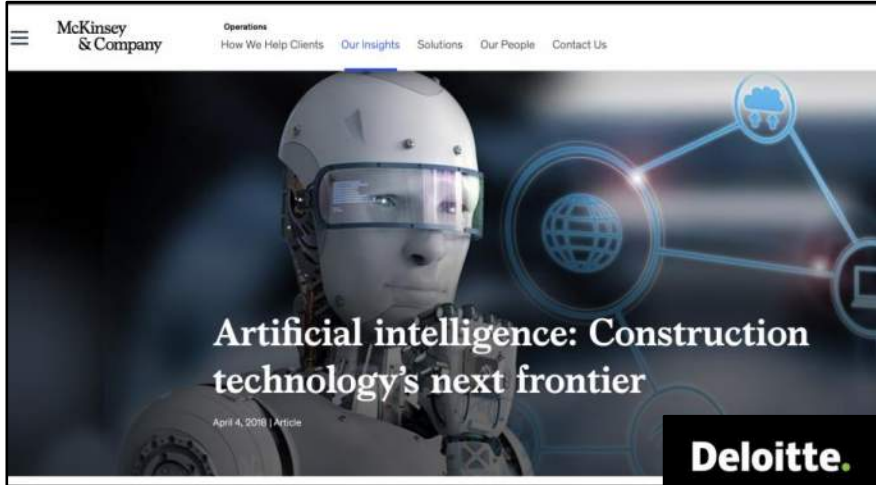 McKinsey
& Company
Operations
How We Help Clients Our Insights Solutions Our People Contact Us
Artificial intelligence: Construction
technology's next frontier
April 4, 2018 | Article
Deloitte.